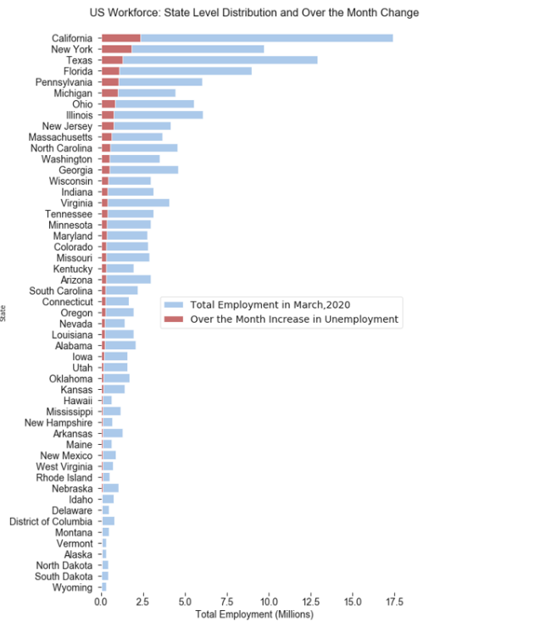 US Workforce: State Level Distribution and Over the Month Change
California
New York
Texas
Florida
Pennsylvania
Michigan
Ohio
Illinois
New Jersey
Massachusetts
North Carolina
Washington
Georgia
Wisconsin
Indiana
Virginia
Tennessee
Minnesota
Maryland
Colorado
Missouri
Kentucky
Arizona
South Carolina
Connecticut
Oregon
Nevada
Louisiana
Alabama
Iowa
Utah
Oklahoma
Kansas
Hawaii
Mississippi
New Hampshire
Arkansas
Maine
New Mexico
West Virginia
Rhode Island
Nebraska
Idaho
Delaware
District of Columbia
Montana
Vermont
Alaska
North Dakota
South Dakota
Wyoming
State
Total Employment in March,2020
Over the Month Increase in Unemployment
0.0 2.5 5.0 7.5 10.0 12.5 15.0 17.5
Total Employment (Millions)